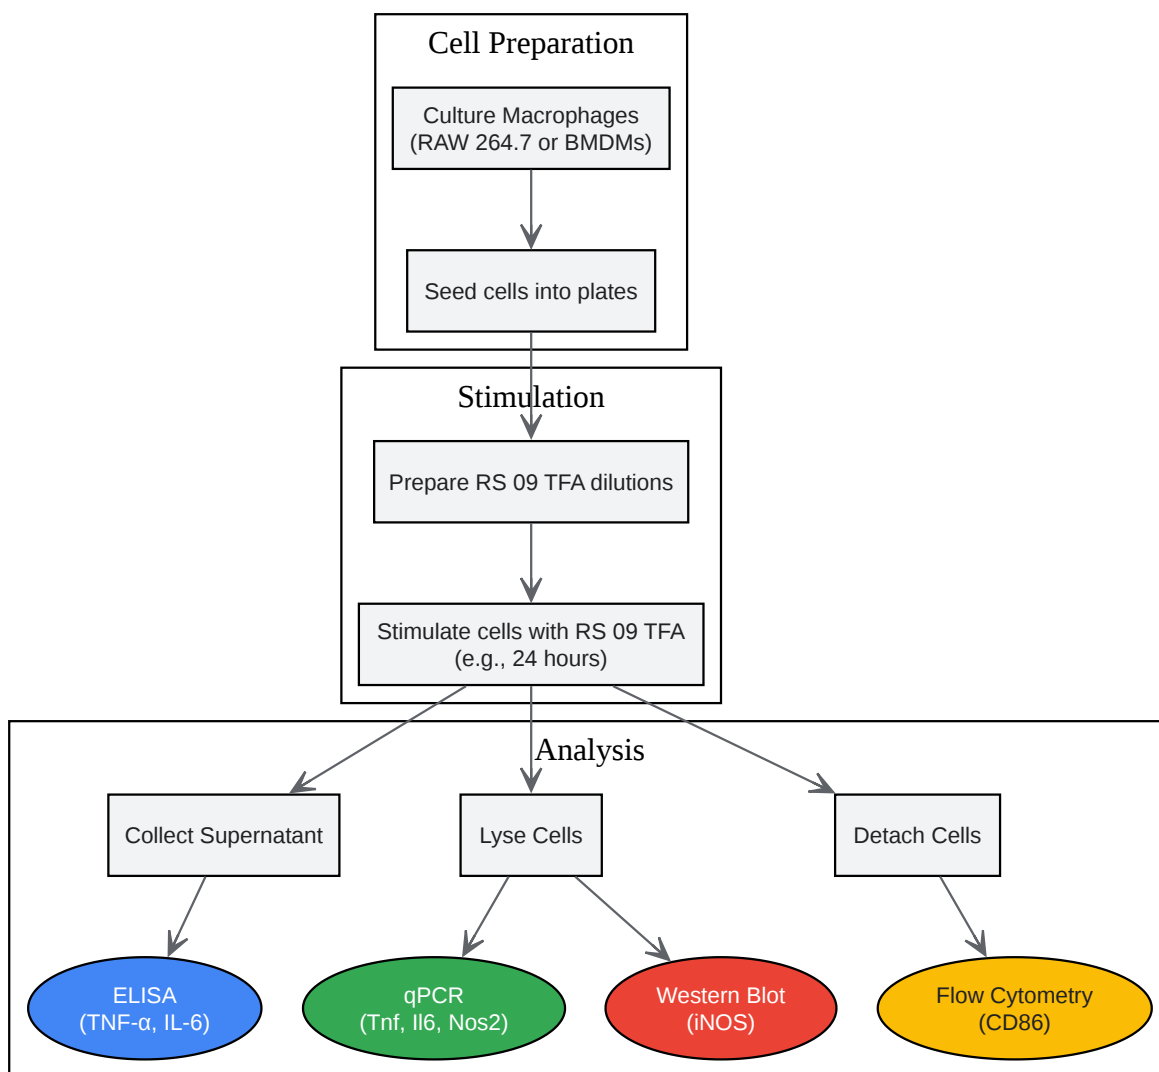 Cell Preparation
Culture Macrophages
(RAW 264.7 or BMDMs)
Seed cells into plates
Stimulation
Prepare RS 09 TFA dilutions
Stimulate cells with RS 09 TFA
(e.g., 24 hours)
Analysis
Collect Supernatant
Lyse Cells
Detach Cells
ELISA
(TNF-α, IL-6)
qPCR
(Tnf, Il6, Nos2)
Western Blot
(iNOS)
Flow Cytometry
(CD86)